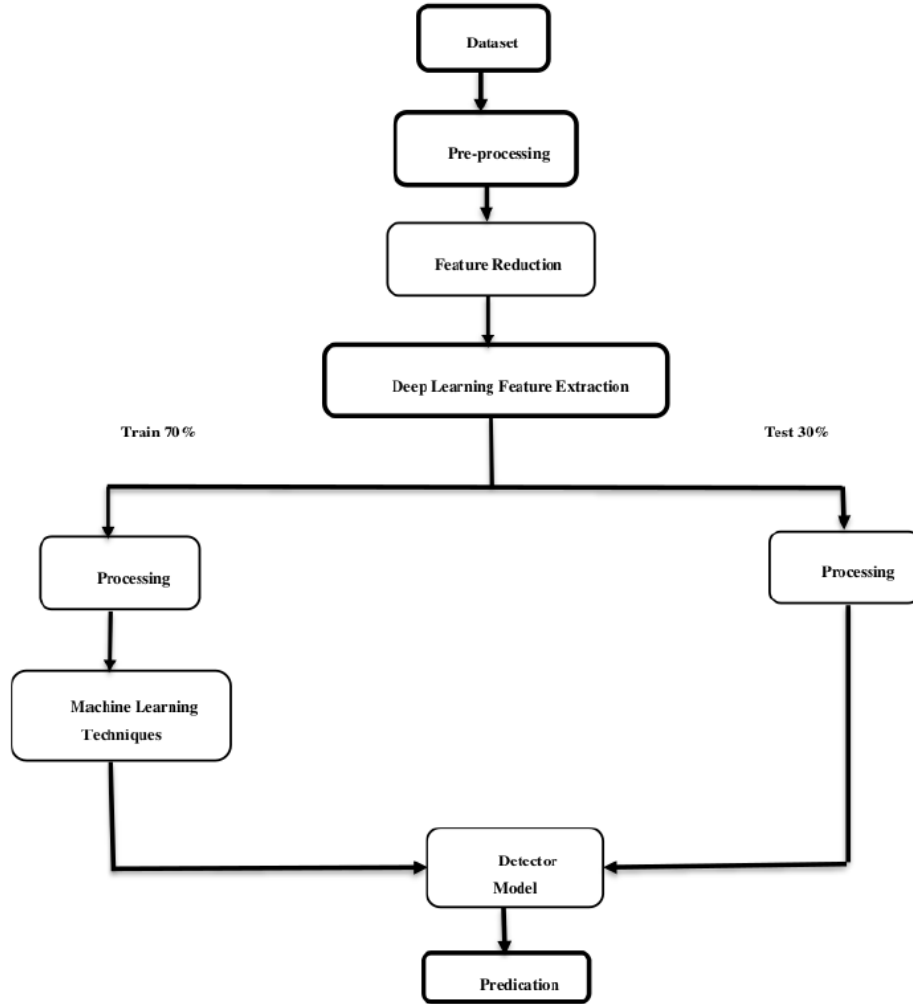 Dataset
Pre-processing
Feature Reduction
Deep Learning Feature Extraction
Train 70%
Test 30%
Processing
Processing
Machine Learning
Techniques
Detector
Model
Predication